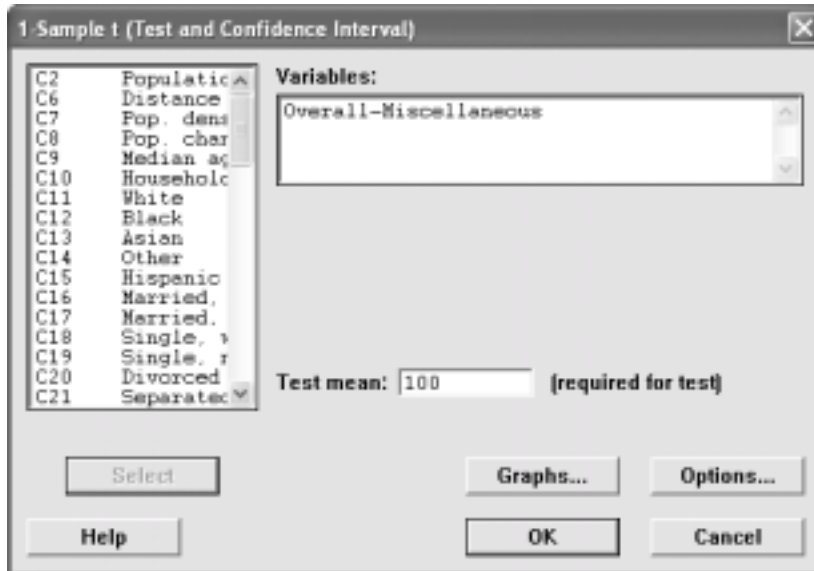 1-Sample t (Test and Confidence Interval)
Variables:
C2 Populatic
C6 Distance
C7 Pop. dens
C8 Pop. char
C9 Median ag
C10 Househol
C11 White
C12 Black
C13 Asian
C14 Other
C15 Hispanic
C16 Married,
C17 Married,
C18 Single, w
C19 Single, r
C20 Divorced
C21 Separated
Overall-Miscellaneous
Test mean: 100 (required for test)
Select
Graphs...
Options...
Help
OK
Cancel